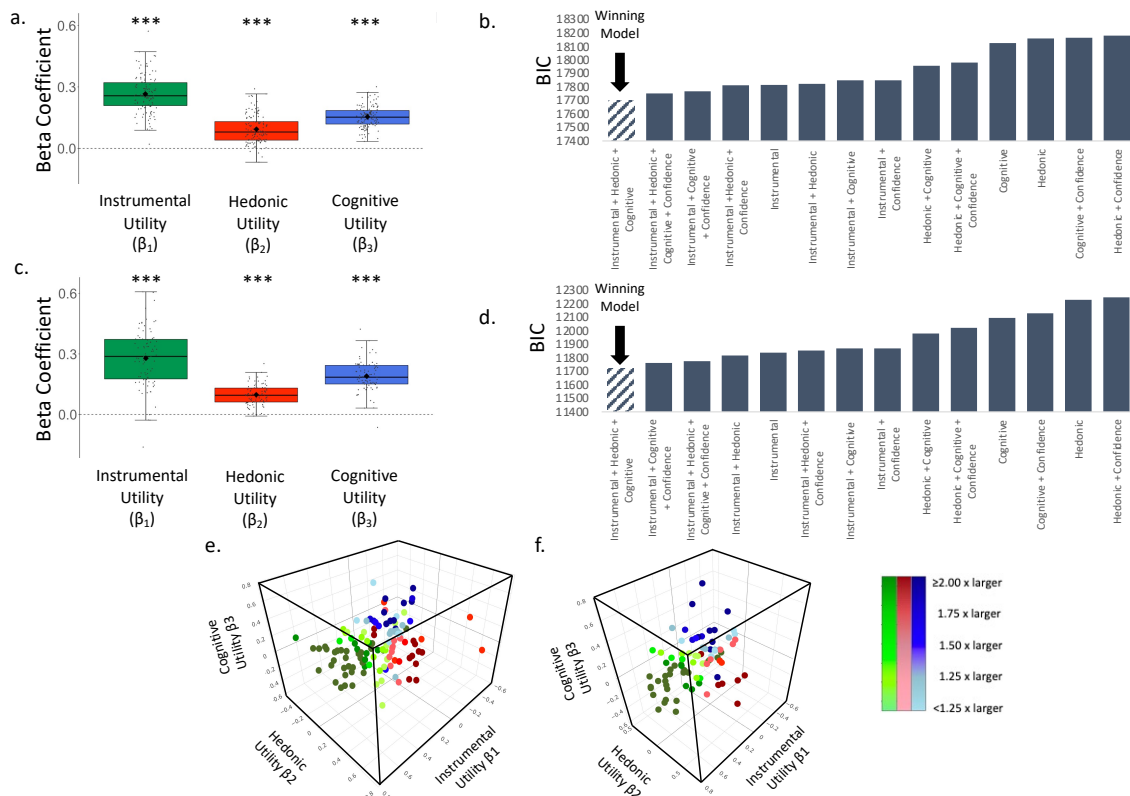 a.
0.6
0.3
0.0
Beta Coefficient
***
***
***
Instrumental
Utility
(β₁)
Hedonic
Utility
(β₂)
Cognitive
Utility
(β₃)
b.
BIC
18300
18200
18100
18000
17900
17800
17700
17600
17500
17400
Winning
Model
Instrumental + Hedonic +
Cognitive
Instrumental + Hedonic +
Cognitive + Confidence
Instrumental + Cognitive
+ Confidence
Instrumental +Hedonic +
Confidence
Instrumental
Instrumental + Hedonic
Instrumental + Cognitive
Instrumental +
Confidence
Hedonic + Cognitive
Hedonic + Cognitive +
Confidence
Cognitive
Hedonic
Cognitive + Confidence
Hedonic + Confidence
c.
0.6
0.3
0.0
Beta Coefficient
***
***
***
Instrumental
Utility
(β₁)
Hedonic
Utility
(β₂)
Cognitive
Utility
(β₃)
d.
BIC
12300
12200
12100
12000
11900
11800
11700
11600
11500
11400
Winning
Model
Instrumental + Hedonic +
Cognitive
Instrumental + Cognitive
+ Confidence
Instrumental + Hedonic +
Cognitive + Confidence
Instrumental + Hedonic
Instrumental
Instrumental +Hedonic +
Confidence
Instrumental + Cognitive
Instrumental +
Confidence
Hedonic + Cognitive
Hedonic + Cognitive +
Confidence
Cognitive
Cognitive + Confidence
Hedonic
Hedonic + Confidence
e.
Cognitive
Utility β3
Hedonic
Utility β2
Instrumental
Utility β1
f.
Cognitive
Utility β3
Hedonic
Utility β2
Instrumental
Utility β1
≥2.00 x larger
1.75 x larger
1.50 x larger
1.25 x larger
<1.25 x larger